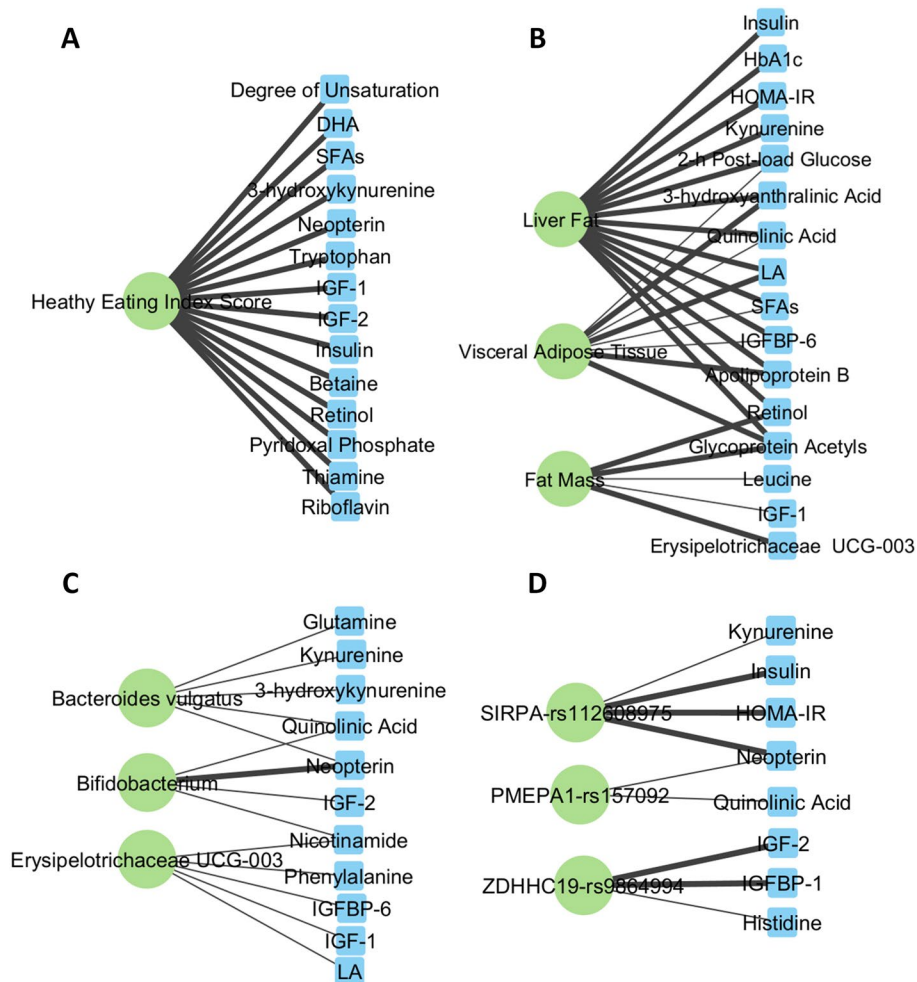 A
Degree of Unsaturation
DHA
SFAs
3-hydroxykynurenine
Neopterin
Tryptophan
IGF-1
Heathy Eating Index Score
IGF-2
Insulin
Betaine
Retinol
Pyridoxal Phosphate
Thiamine
Riboflavin
B
Insulin
HbA1c
HOMA-IR
Kynurenine
2-h Post-load Glucose
3-hydroxyanthralinic Acid
Liver Fat
Quinolinic Acid
LA
SFAs
IGFBP-6
Visceral Adipose Tissue
Apolipoprotein B
Retinol
Glycoprotein Acetyls
Fat Mass
Leucine
IGF-1
Erysipelotrichaceae UCG-003
C
Glutamine
Kynurenine
3-hydroxykynurenine
Bacteroides vulgatus
Quinolinic Acid
Neopterin
Bifidobacterium
IGF-2
Nicotinamide
Erysipelotrichaceae UCG-003
Phenylalanine
IGFBP-6
IGF-1
LA
D
Kynurenine
Insulin
SIRPA-rs112608975
HOMA-IR
Neopterin
PMEPA1-rs157092
Quinolinic Acid
IGF-2
ZDHHC19-rs9864994
IGFBP-1
Histidine